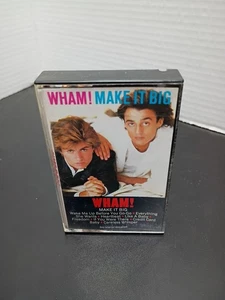 WHAM! MAKE IT BIG
WHAM!
MAKE IT BIG
Wake Me Up Before You Go-Go • Everything
She Wants • Heartbeat • Like A Baby
Freedom • If You Were There • Credit Card
Baby • Careless Whisper